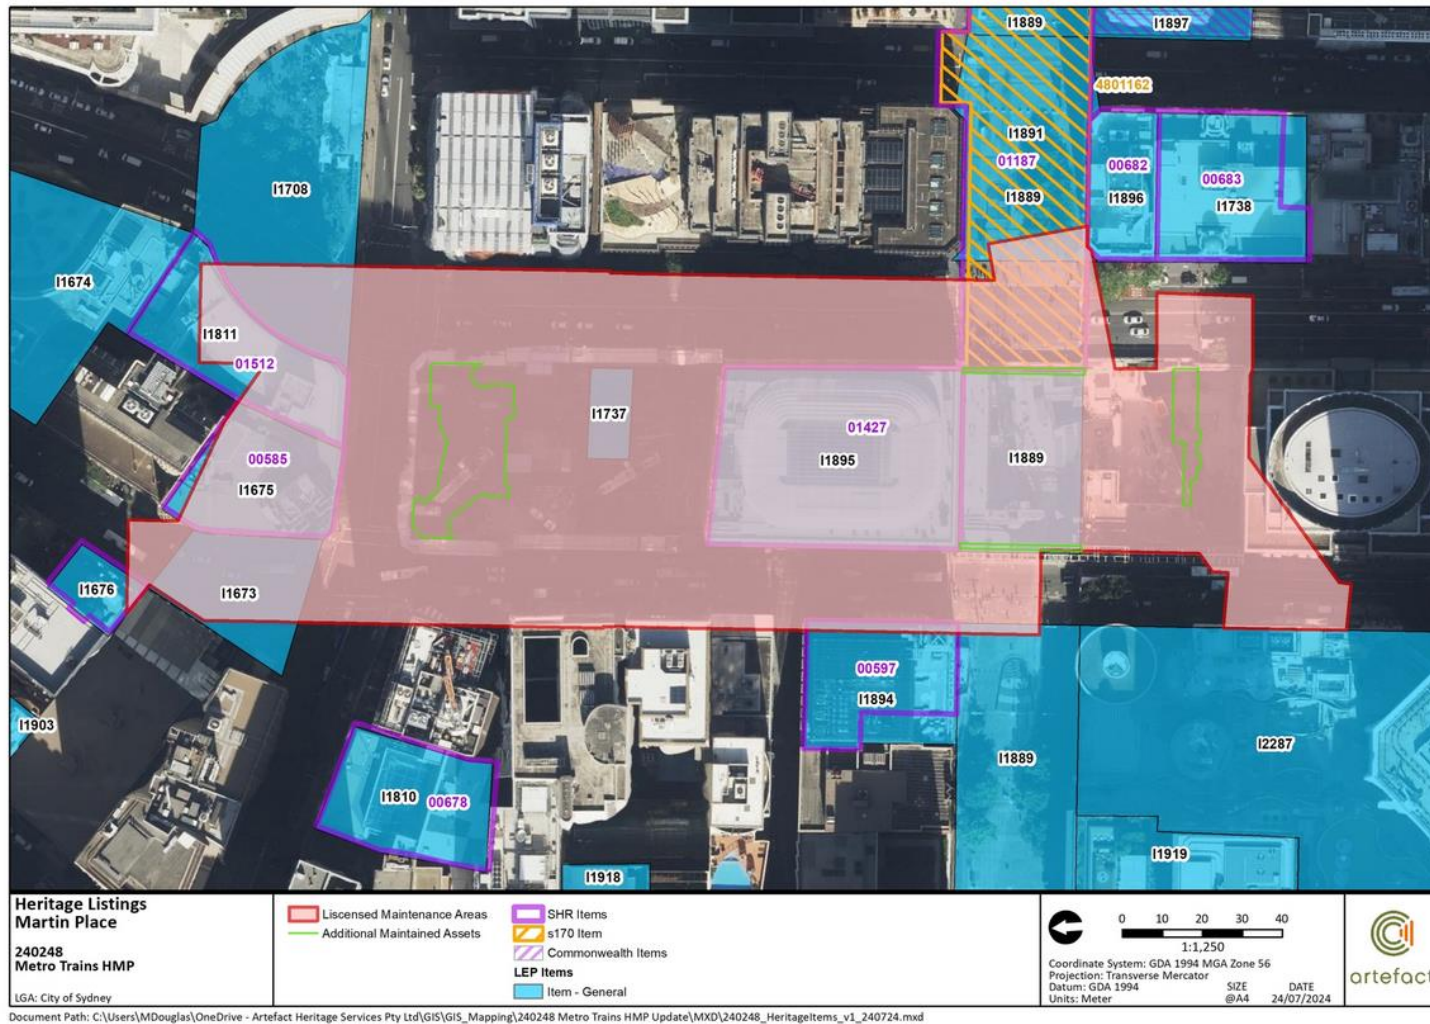 I1889
I1897
4801162
I1708
I1891
01187
00682
00683
I1889
I1896
I1738
I1674
I1811
01512
I1737
01427
00585
I1895
I1889
I1675
I1676
I1673
00597
I1894
I1903
I1889
I2287
I1810
00678
I1919
I1918
Heritage Listings
Martin Place
240248
Metro Trains HMP
LGA: City of Sydney
Liscensed Maintenance Areas
Additional Maintained Assets
SHR Items
s170 Item
Commonwealth Items
LEP Items
Item - General
0 10 20 30 40
1:1,250
Coordinate System: GDA 1994 MGA Zone 56
Projection: Transverse Mercator
Datum: GDA 1994
Units: Meter
SIZE
@A4
DATE
24/07/2024
artefact
Document Path: C:\Users\MDouglas\OneDrive - Artefact Heritage Services Pty Ltd\GIS\GIS_Mapping\240248 Metro Trains HMP Update\MXD\240248_HeritageItems_v1_240724.mxd